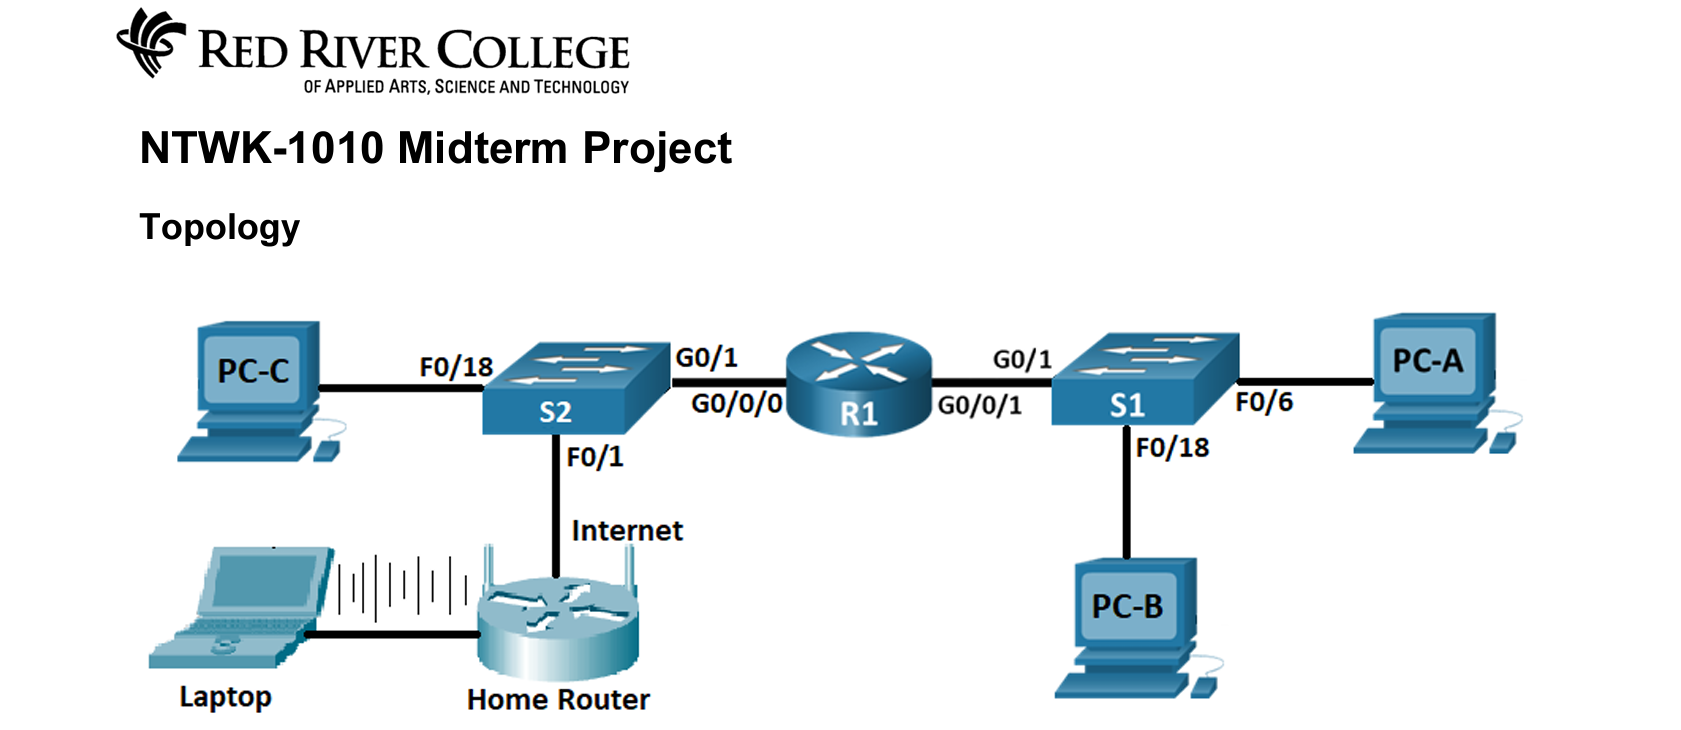 RED RIVER COLLEGE
OF APPLIED ARTS, SCIENCE AND TECHNOLOGY
NTWK-1010 Midterm Project
Topology
PC-C
F0/18
S2
G0/1
G0/0/0
R1
G0/1
G0/0/1
S1
F0/6
PC-A
F0/1
F0/18
Internet
PC-B
Laptop
Home Router